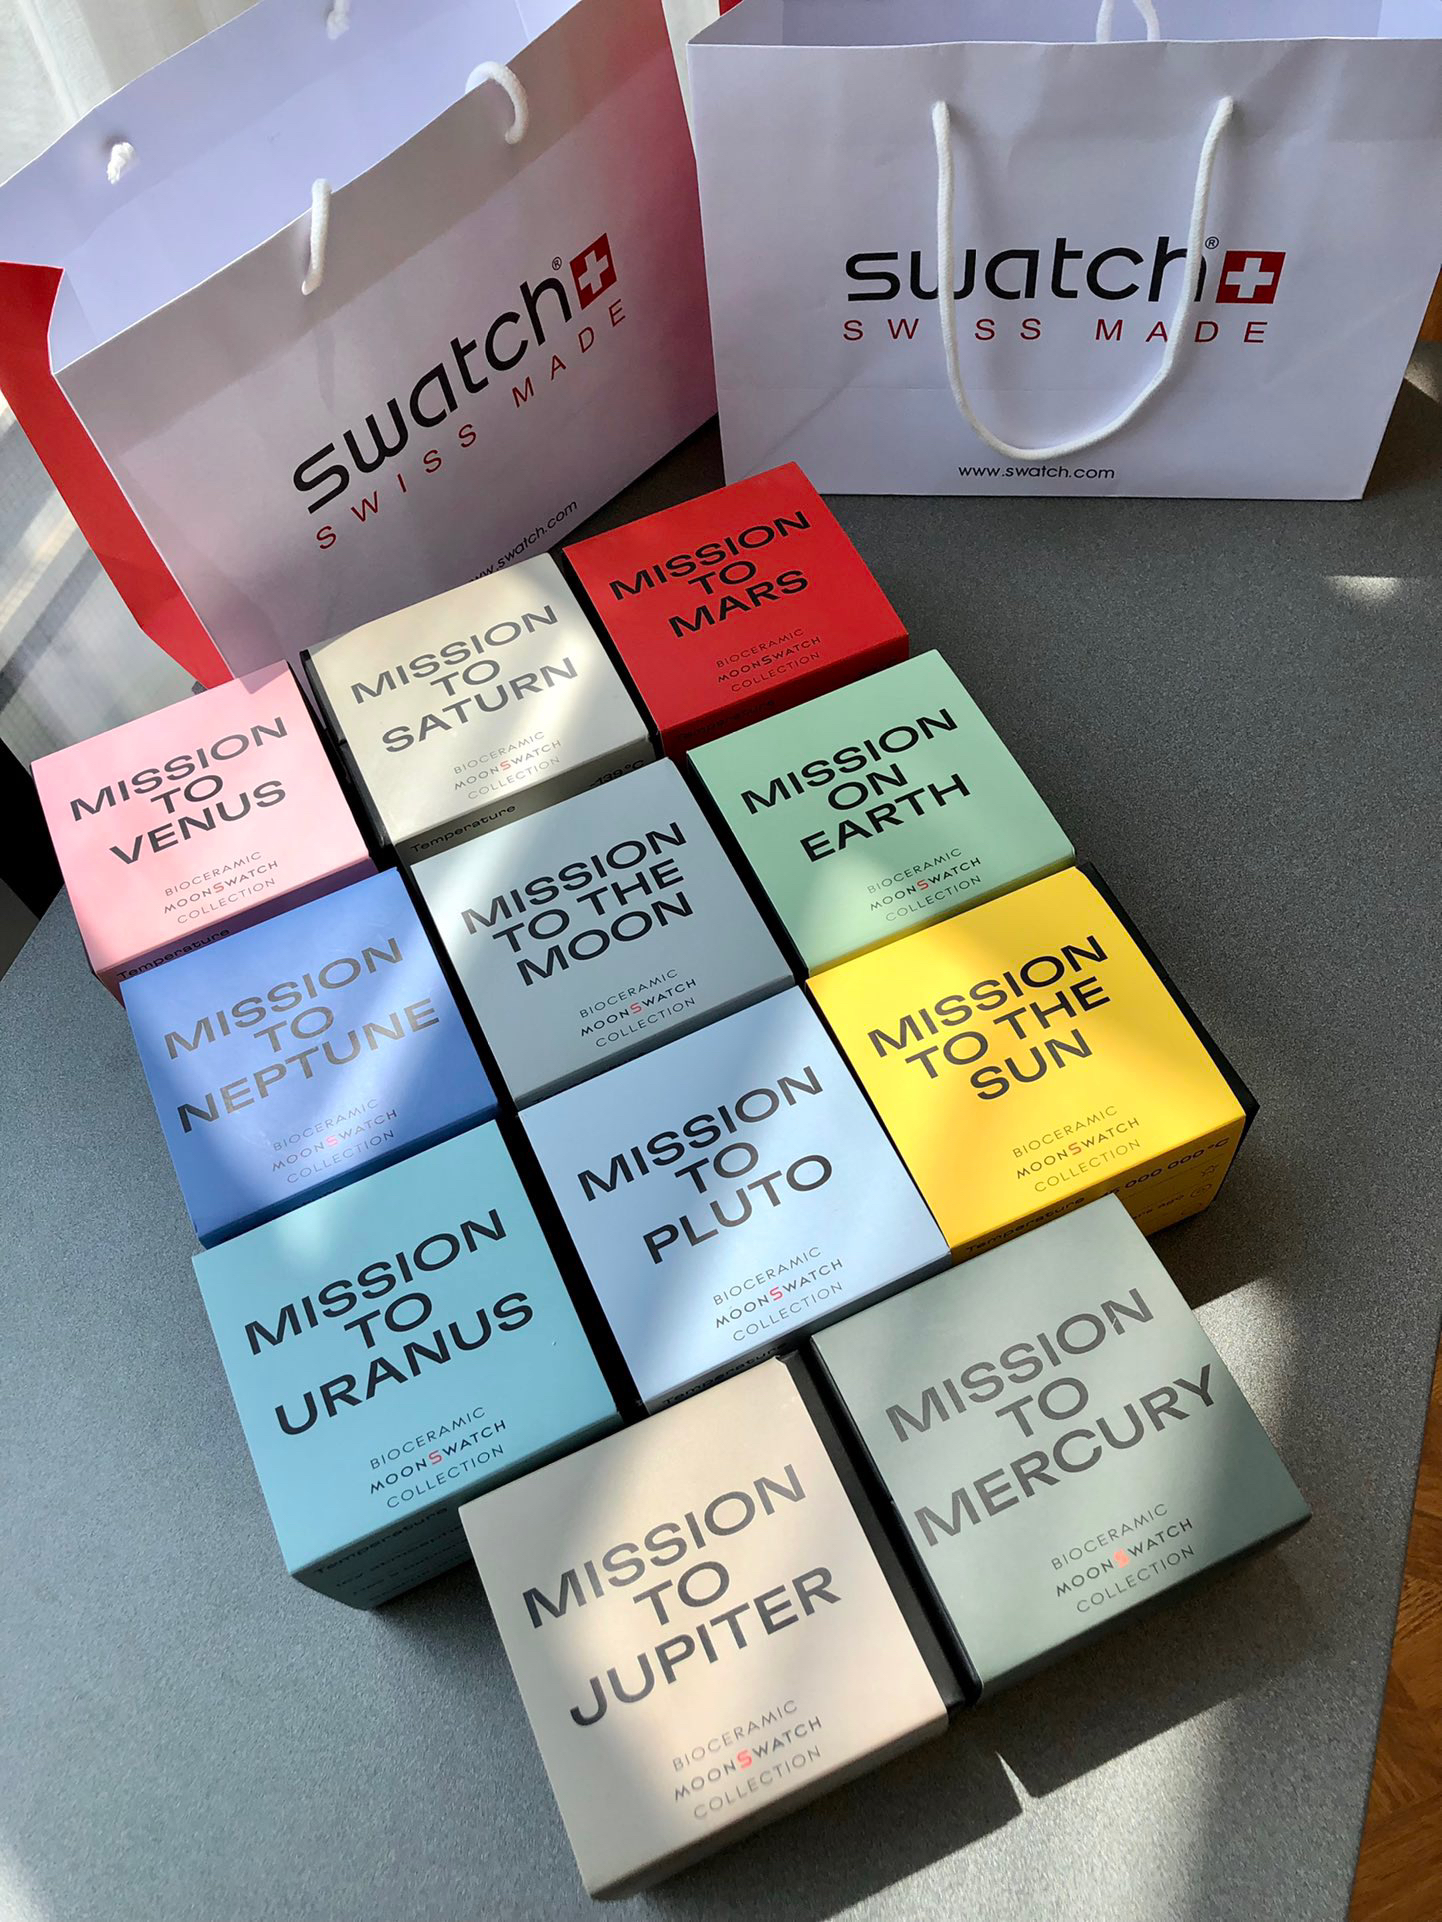 swatch®
SWISS MADE
www.swatch.com
swatch®
SWISS MADE
www.swatch.com
MISSION
TO
MARS
BIOCERAMIC
MOONSWATCH
COLLECTION
Temperature
MISSION
TO
SATURN
BIOCERAMIC
MOONSWATCH
COLLECTION
Temperature -139°C
MISSION
TO
VENUS
BIOCERAMIC
MOONSWATCH
COLLECTION
Temperature
MISSION
ON
EARTH
BIOCERAMIC
MOONSWATCH
COLLECTION
MISSION
TO THE
MOON
BIOCERAMIC
MOONSWATCH
COLLECTION
MISSION
TO
NEPTUNE
BIOCERAMIC
MOONSWATCH
COLLECTION
MISSION
TO THE
SUN
BIOCERAMIC
MOONSWATCH
COLLECTION
Temperature 000 000°C
MISSION
TO
PLUTO
BIOCERAMIC
MOONSWATCH
COLLECTION
Temperature
MISSION
TO
URANUS
BIOCERAMIC
MOONSWATCH
COLLECTION
Temperature
MISSION
TO
MERCURY
BIOCERAMIC
MOONSWATCH
COLLECTION
MISSION
TO
JUPITER
BIOCERAMIC
MOONSWATCH
COLLECTION